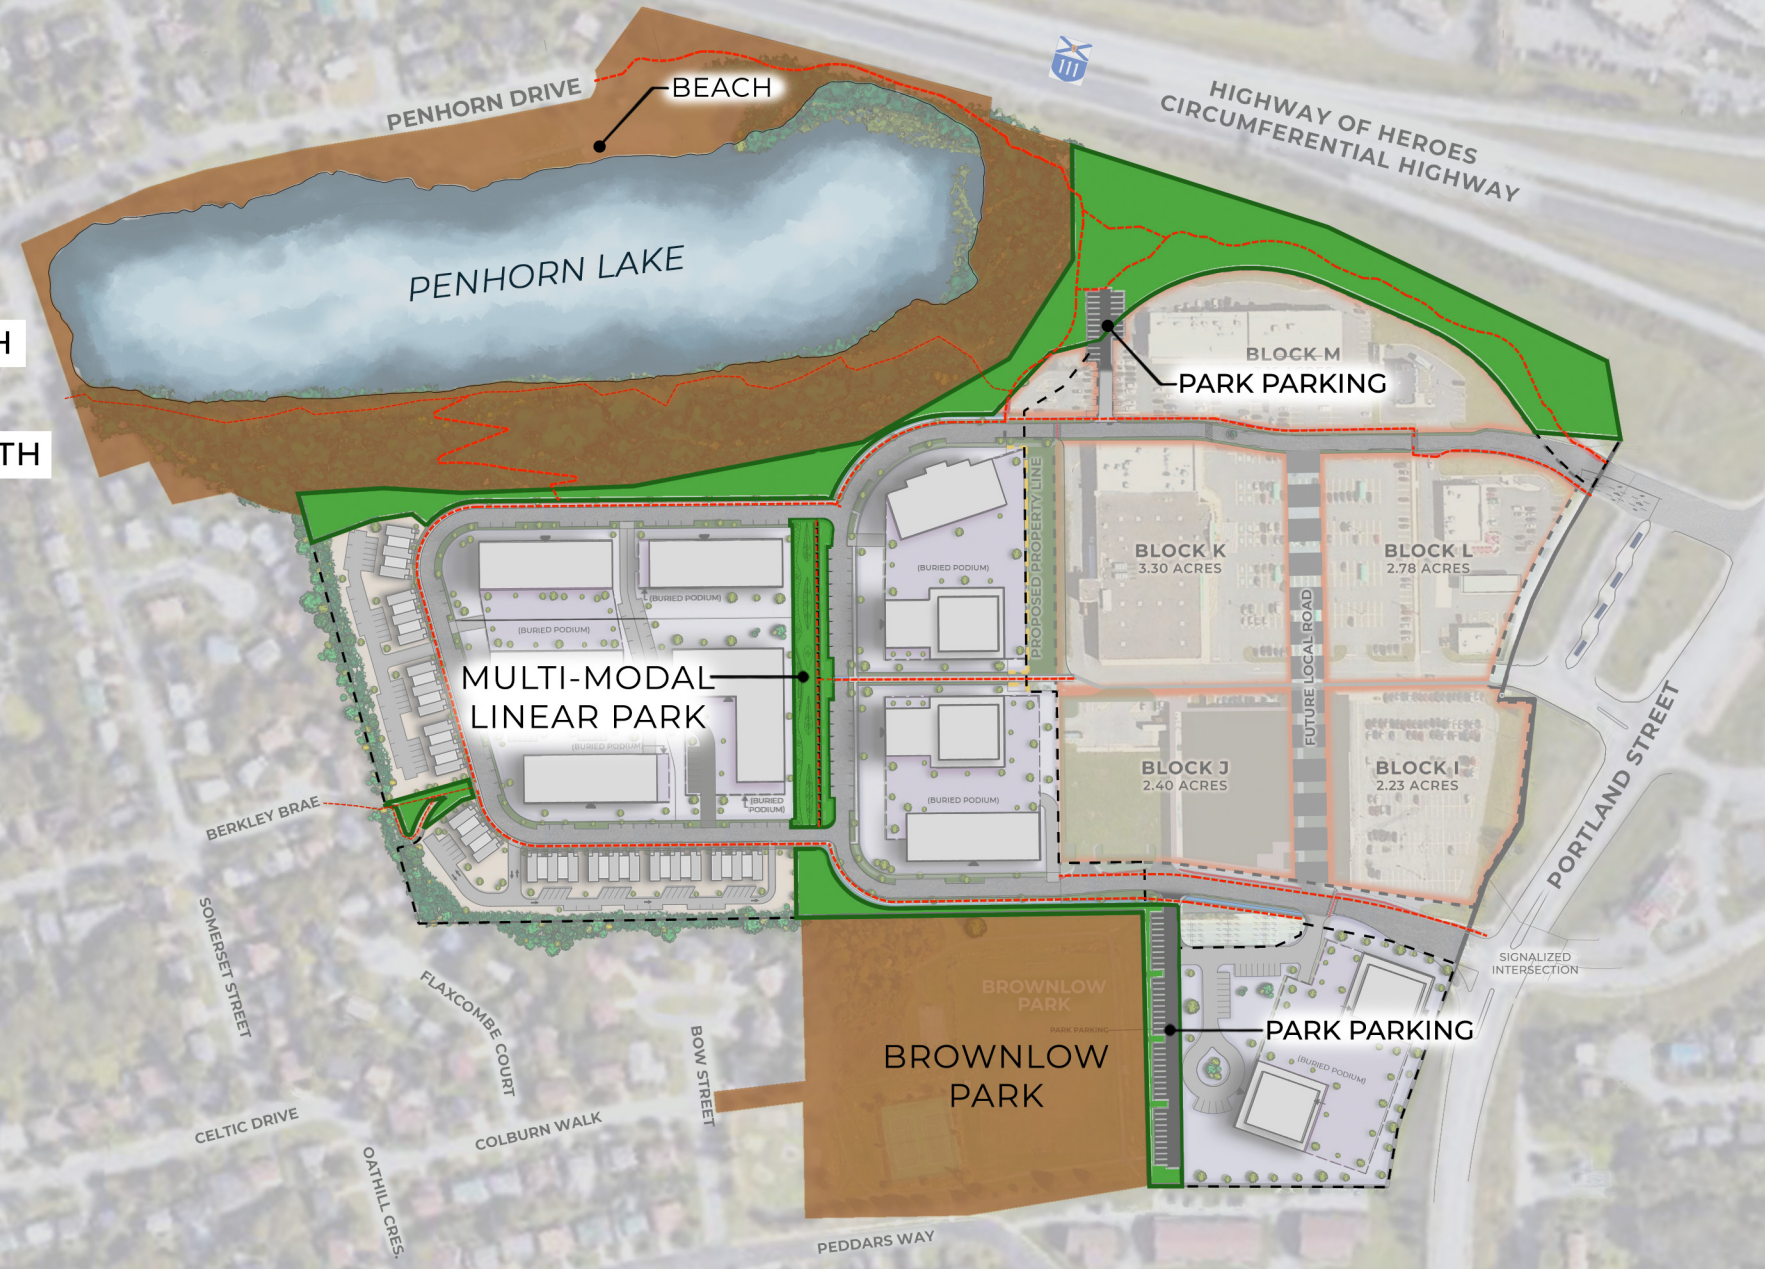 BEACH
PENHORN DRIVE
111
HIGHWAY OF HEROES
CIRCUMFERENTIAL HIGHWAY
PENHORN LAKE
H
TH
BLOCK M
PARK PARKING
PROPOSED PROPERTY LINE
BLOCK K
3.30 ACRES
BLOCK L
2.78 ACRES
(BURIED PODIUM)
(BURIED PODIUM)
(BURIED PODIUM)
FUTURE LOCAL ROAD
MULTI-MODAL
LINEAR PARK
(BURIED PODIUM)
(BURIED
PODIUM)
(BURIED PODIUM)
BLOCK J
2.40 ACRES
BLOCK I
2.23 ACRES
PORTLAND STREET
BERKLEY BRAE
SOMERSET STREET
FLAXCOMBE COURT
BOW STREET
SIGNALIZED
INTERSECTION
BROWNLOW
PARK
PARK PARKING
PARK PARKING
BROWNLOW
PARK
(BURIED PODIUM)
CELTIC DRIVE
COLBURN WALK
OATHILL CRES.
PEDDARS WAY